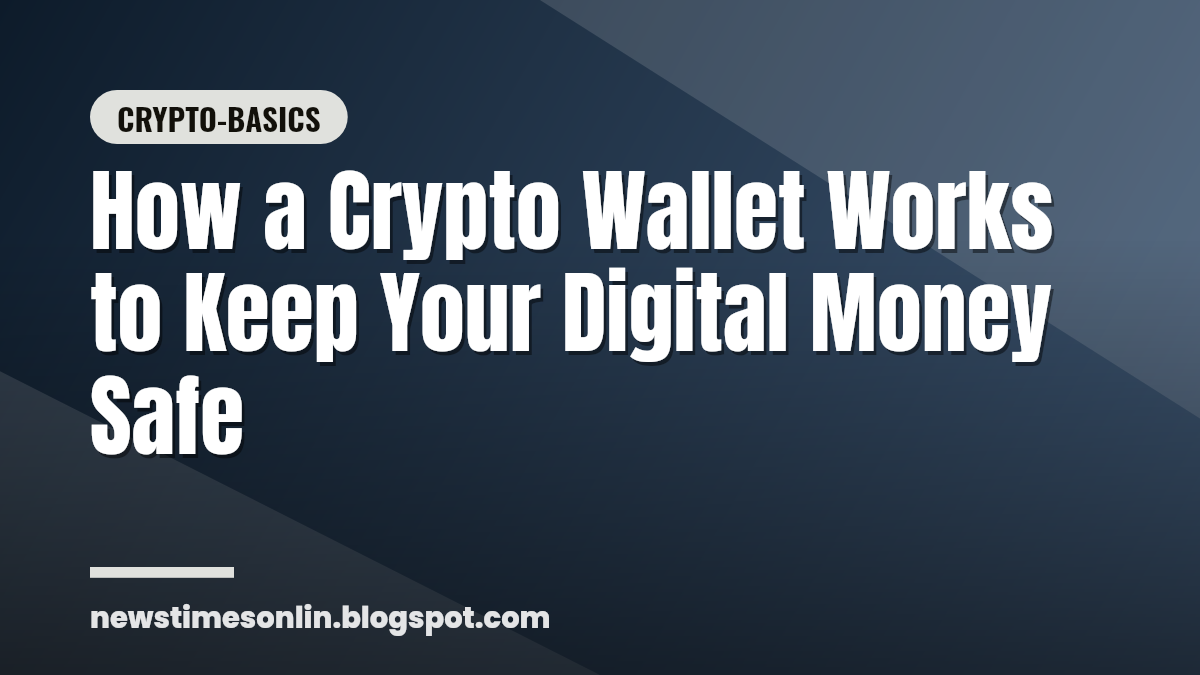 CRYPTO-BASICS
How a Crypto Wallet Works
to Keep Your Digital Money
Safe
newstimesonlin.blogspot.com